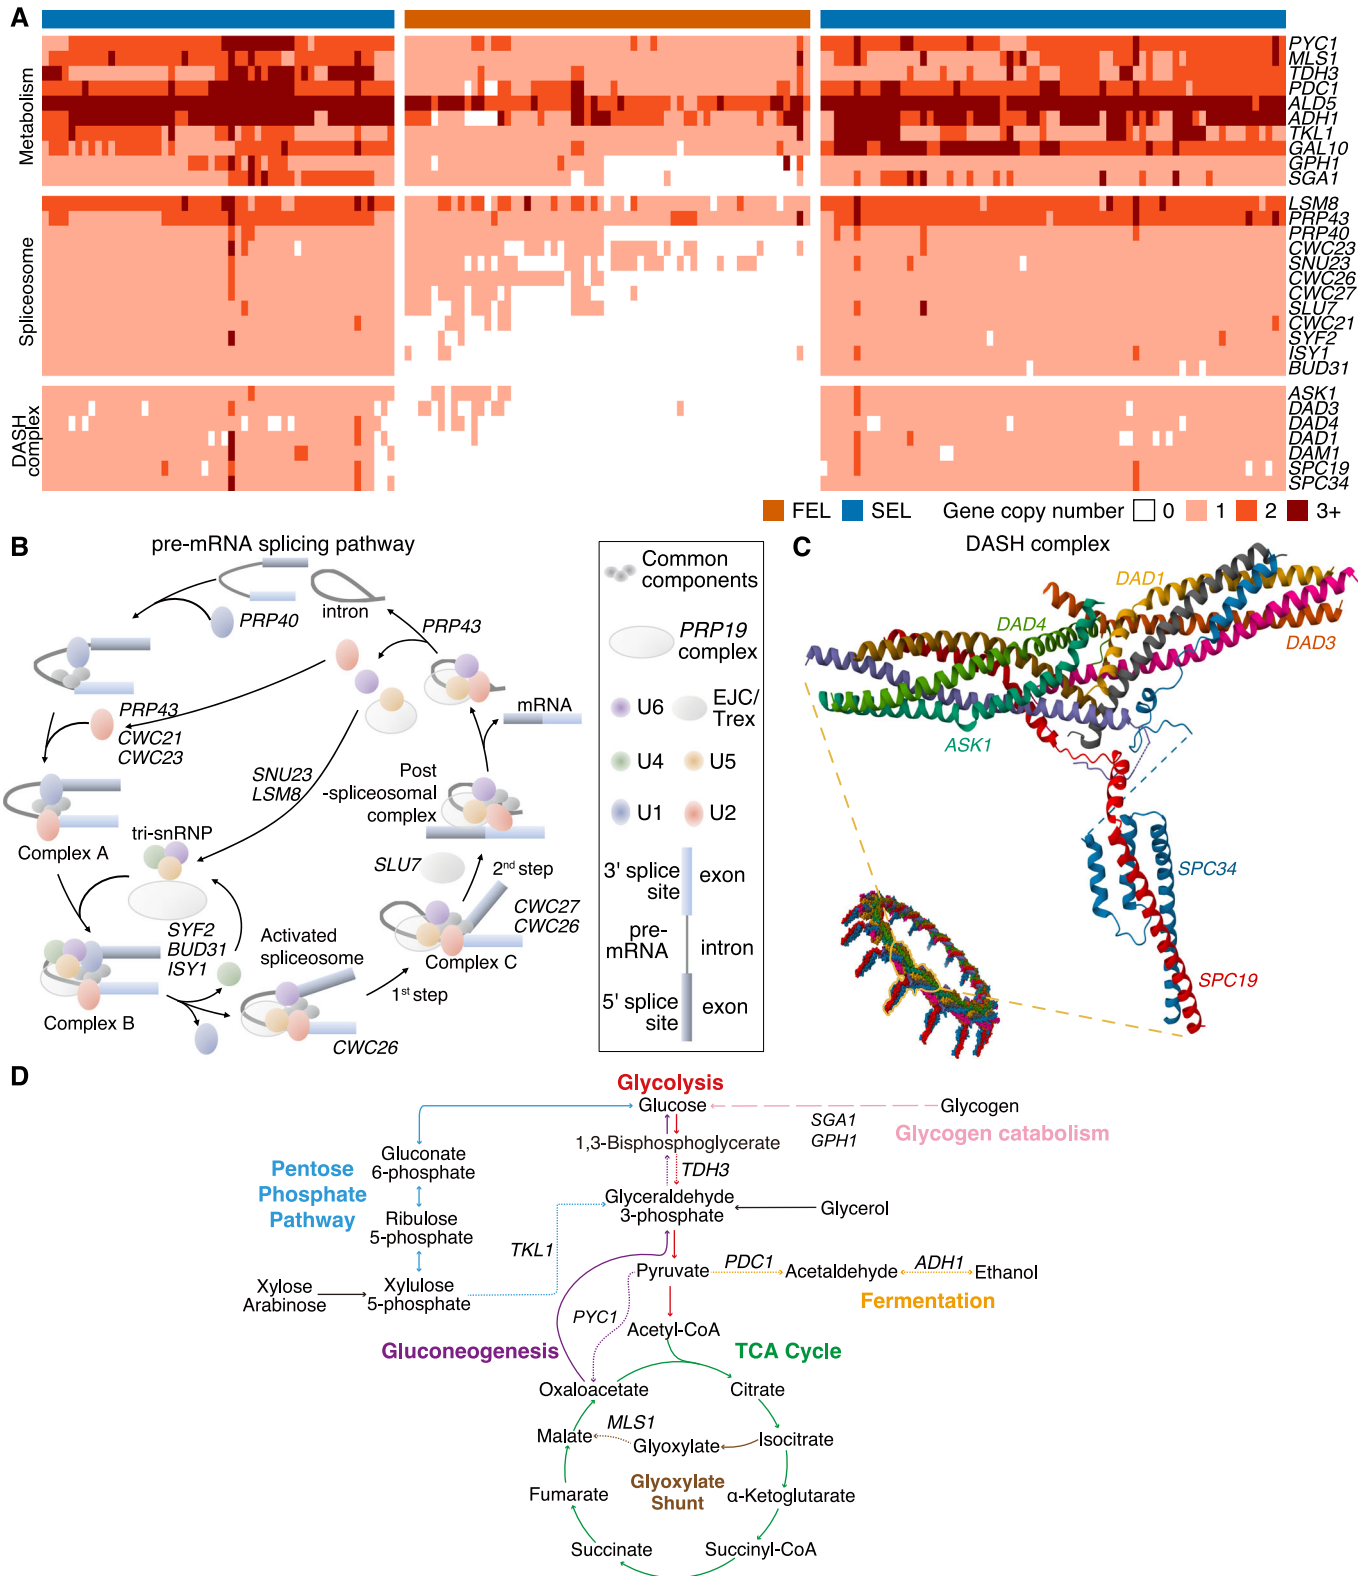 A
Metabolism
PYC1
MLS1
TDH3
PDC1
ALD5
ADH1
TKL1
GAL10
GPH1
SGA1
Spliceosome
LSM8
PRP43
PRP40
CWC23
SNU23
CWC26
CWC27
SLU7
CWC21
SYF2
ISY1
BUD31
DASH
complex
ASK1
DAD3
DAD4
DAD1
DAM1
SPC19
SPC34
FEL SEL Gene copy number 0 1 2 3+
B
pre-mRNA splicing pathway
intron
PRP40
PRP43
PRP43
CWC21
CWC23
mRNA
SNU23
LSM8
Post
-spliceosomal
complex
Complex A
tri-snRNP
SLU7
2nd step
SYF2
BUD31
ISY1
Activated
spliceosome
CWC27
CWC26
Complex C
1st step
Complex B
CWC26
Common
components
PRP19
complex
U6
EJC/
Trex
U4
U5
U1
U2
3' splice
site
exon
pre-
mRNA
intron
5' splice
site
exon
C
DASH complex
DAD1
DAD4
DAD3
ASK1
SPC34
SPC19
D
Glycolysis
Glucose
Glycogen
SGA1
GPH1
Glycogen catabolism
1,3-Bisphosphoglycerate
Gluconate
6-phosphate
TDH3
Pentose
Phosphate
Pathway
Glyceraldehyde
3-phosphate
Glycerol
Ribulose
5-phosphate
TKL1
Pyruvate
PDC1
Acetaldehyde
ADH1
Ethanol
Xylose
Arabinose
Xylulose
5-phosphate
Fermentation
PYC1
Acetyl-CoA
Gluconeogenesis
TCA Cycle
Oxaloacetate
Citrate
MLS1
Malate
Glyoxylate
Isocitrate
Glyoxylate
Shunt
Fumarate
α-Ketoglutarate
Succinate
Succinyl-CoA